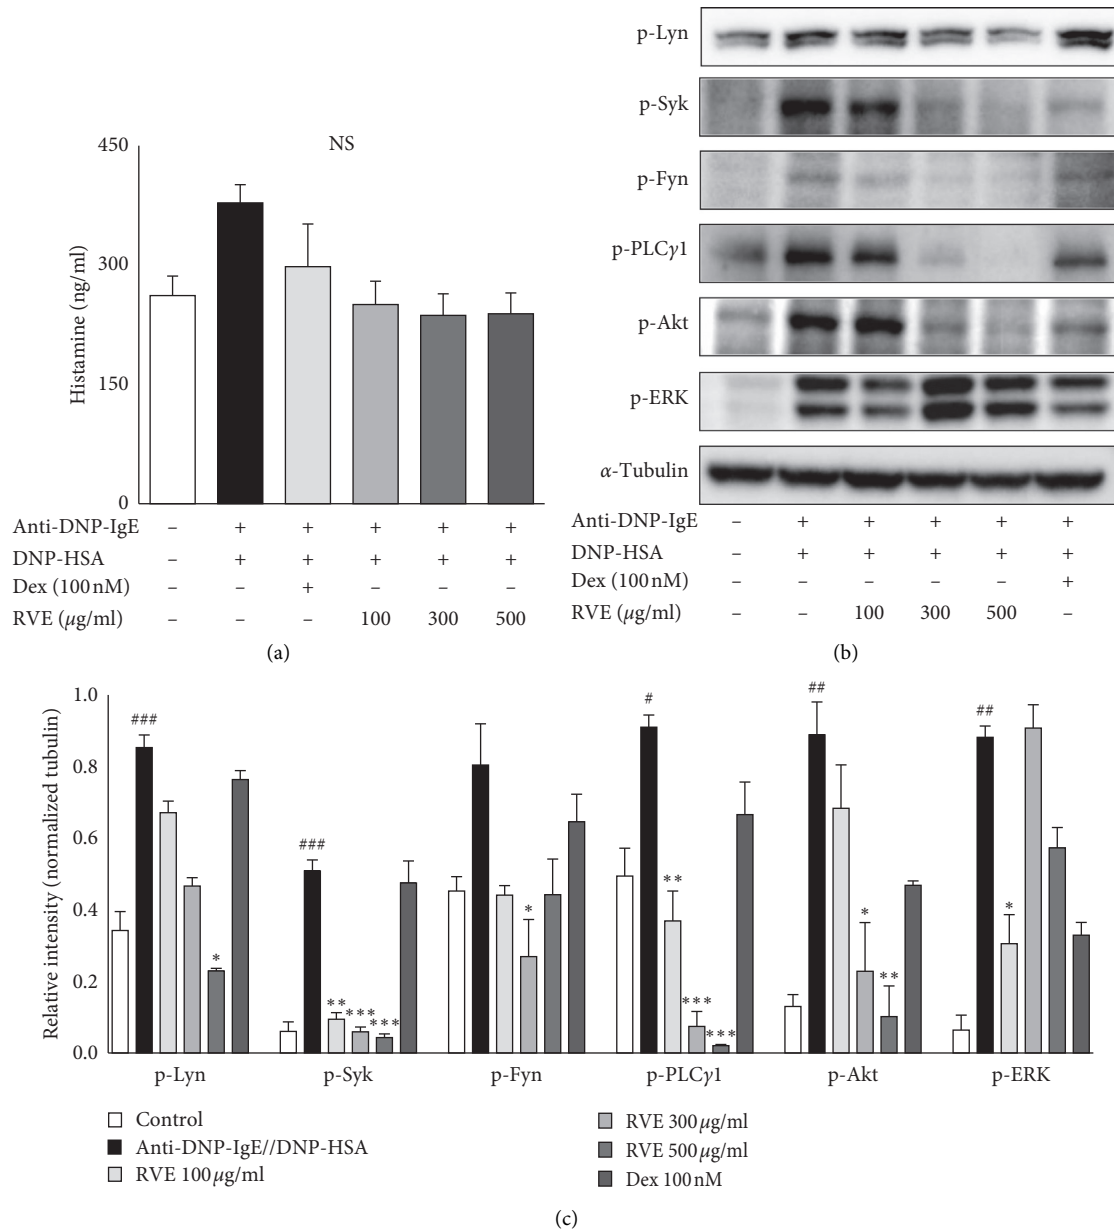 NS
450
300
150
0
Histamine (ng/ml)
Anti-DNP-IgE – + + + + +
DNP-HSA – + + + + +
Dex (100 nM) + 
RVE (μg/ml) – – – 100 300 500
(a)
p-Lyn
p-Syk
p-Fyn
p-PLCγ1
p-Akt
p-ERK
α-Tubulin
Anti-DNP-IgE – + + + + +
DNP-HSA – + + + + +
Dex (100 nM) – – – – – +
RVE (μg/ml) – – 100 300 500 –
(b)
Relative intensity (normalized tubulin)
1.0
0.8
0.6
0.4
0.2
0.0
### * ### ** *** *** * # ** *** *** ## * ** ## *
p-Lyn p-Syk p-Fyn p-PLCγ1 p-Akt p-ERK
Control
Anti-DNP-IgE//DNP-HSA
RVE 100 μg/ml
RVE 300 μg/ml
RVE 500 μg/ml
Dex 100 nM
(c)